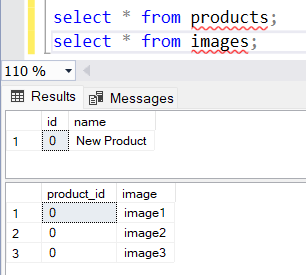 select * from products;
select * from images;
110 %
Results Messages
id name
1 0 New Product
product_id image
1 0 image1
2 0 image2
3 0 image3